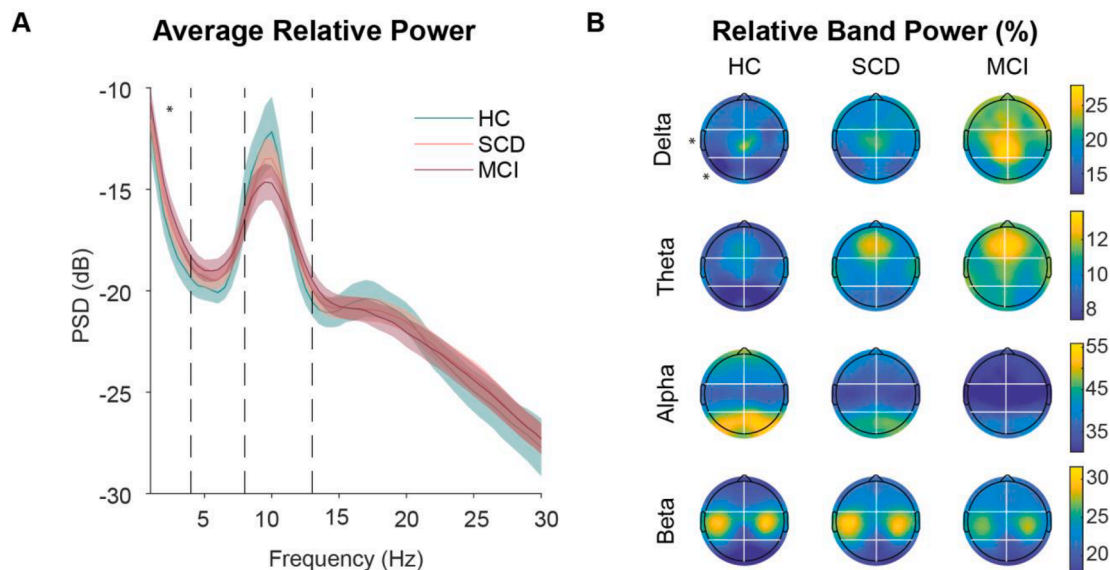 A
Average Relative Power
-10
-15
-20
-25
-30
PSD (dB)
*
HC
SCD
MCI
5
10
15
20
25
30
Frequency (Hz)
B
Relative Band Power (%)
HC SCD MCI
Delta
*
*
25
20
15
Theta
12
10
8
Alpha
55
45
35
Beta
30
25
20